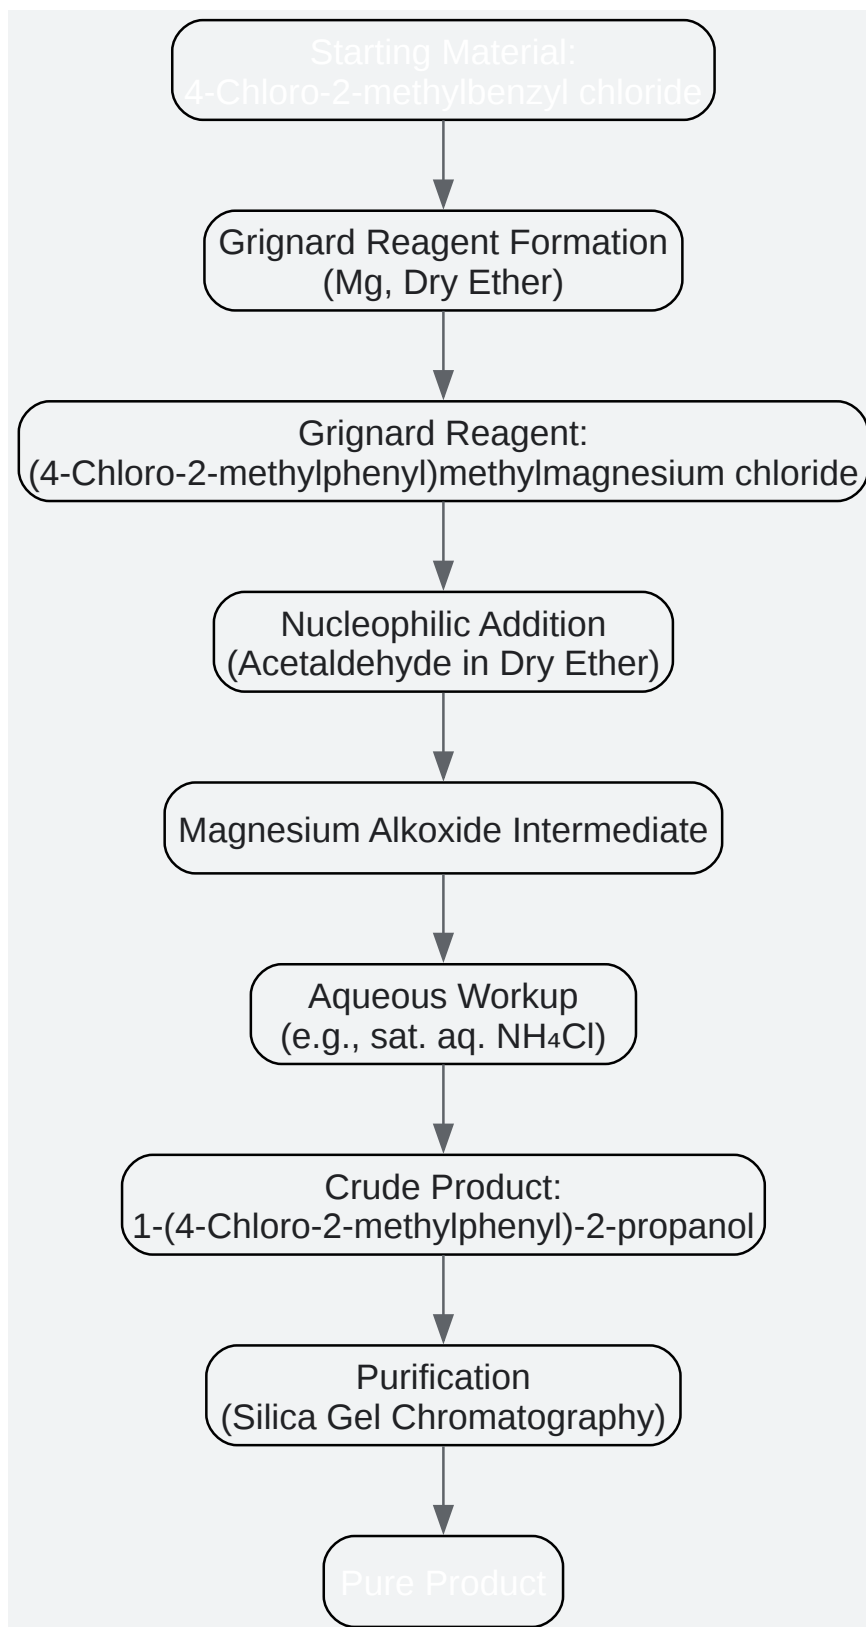 Starting Material:
4-Chloro-2-methylbenzyl chloride
Grignard Reagent Formation
(Mg, Dry Ether)
Grignard Reagent:
(4-Chloro-2-methylphenyl)methylmagnesium chloride
Nucleophilic Addition
(Acetaldehyde in Dry Ether)
Magnesium Alkoxide Intermediate
Aqueous Workup
(e.g., sat. aq. NH₄Cl)
Crude Product:
1-(4-Chloro-2-methylphenyl)-2-propanol
Purification
(Silica Gel Chromatography)
Pure Product